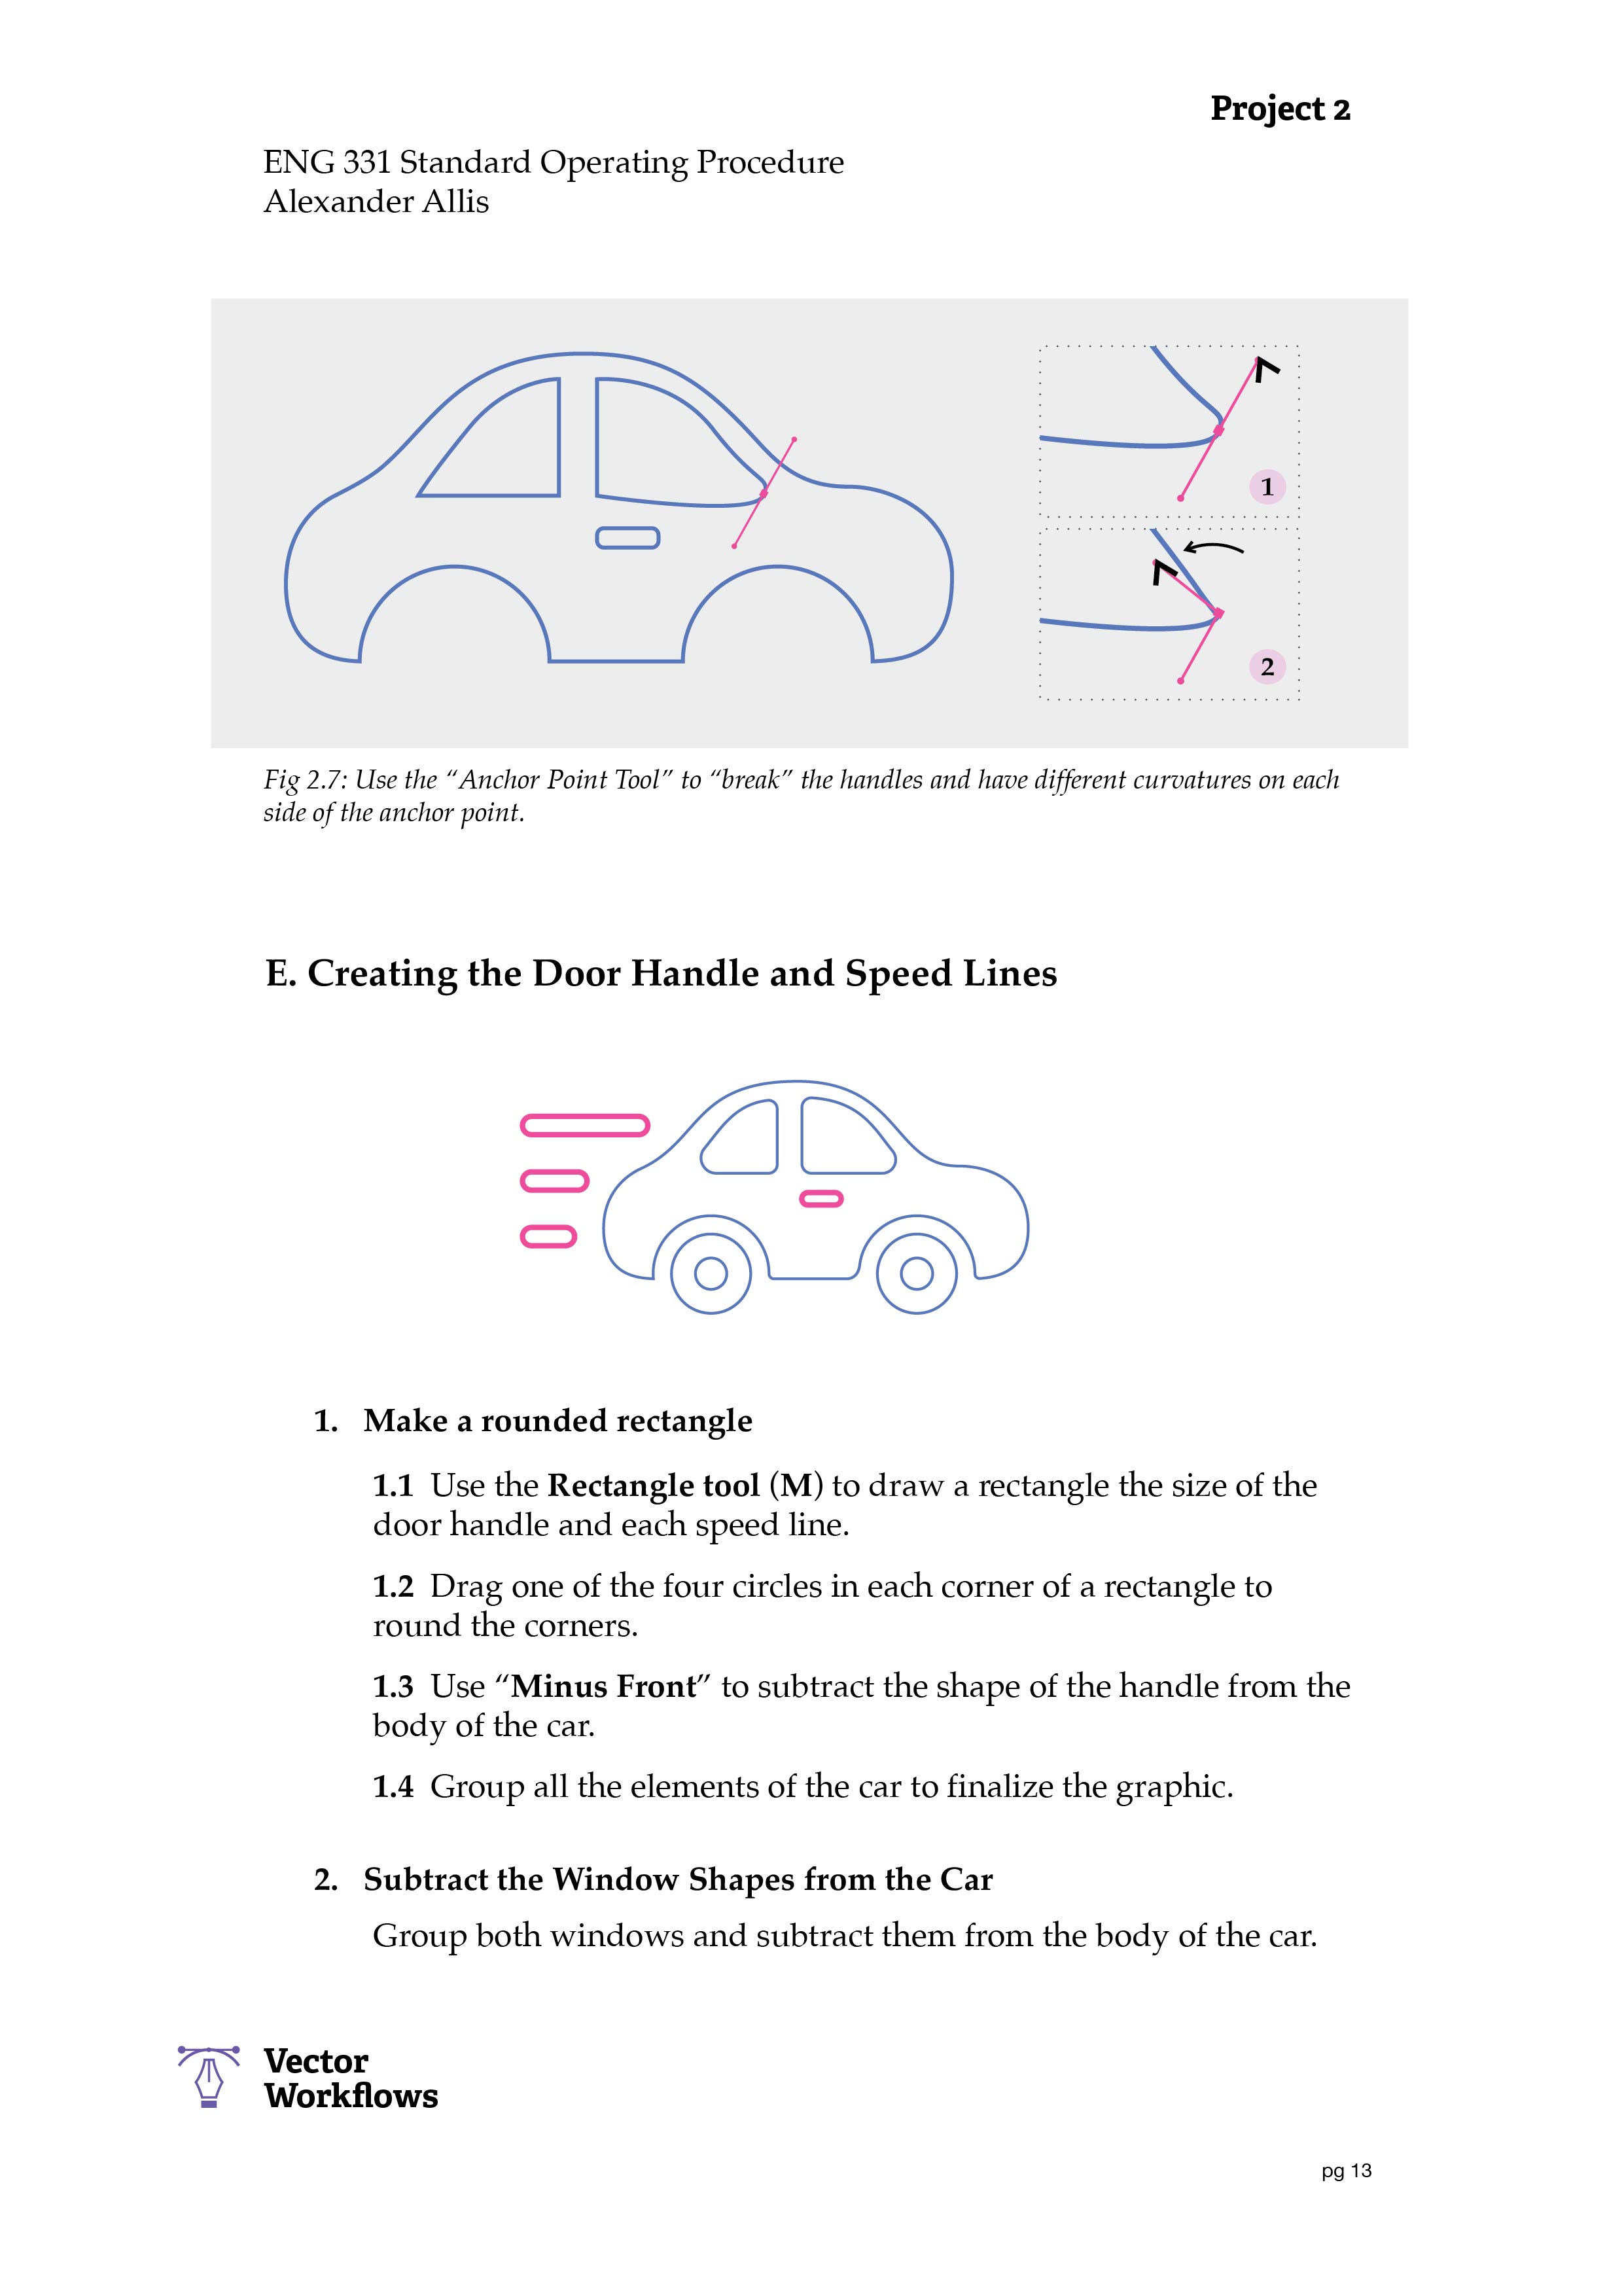 Project 2
ENG 331 Standard Operating Procedure
Alexander Allis
1
2
Fig 2.7: Use the “Anchor Point Tool” to “break” the handles and have different curvatures on each
side of the anchor point.
E. Creating the Door Handle and Speed Lines
1. Make a rounded rectangle
1.1 Use the Rectangle tool (M) to draw a rectangle the size of the
door handle and each speed line.
1.2 Drag one of the four circles in each corner of a rectangle to
round the corners.
1.3 Use “Minus Front” to subtract the shape of the handle from the
body of the car.
1.4 Group all the elements of the car to finalize the graphic.
2. Subtract the Window Shapes from the Car
Group both windows and subtract them from the body of the car.
Vector
Workflows
pg 13